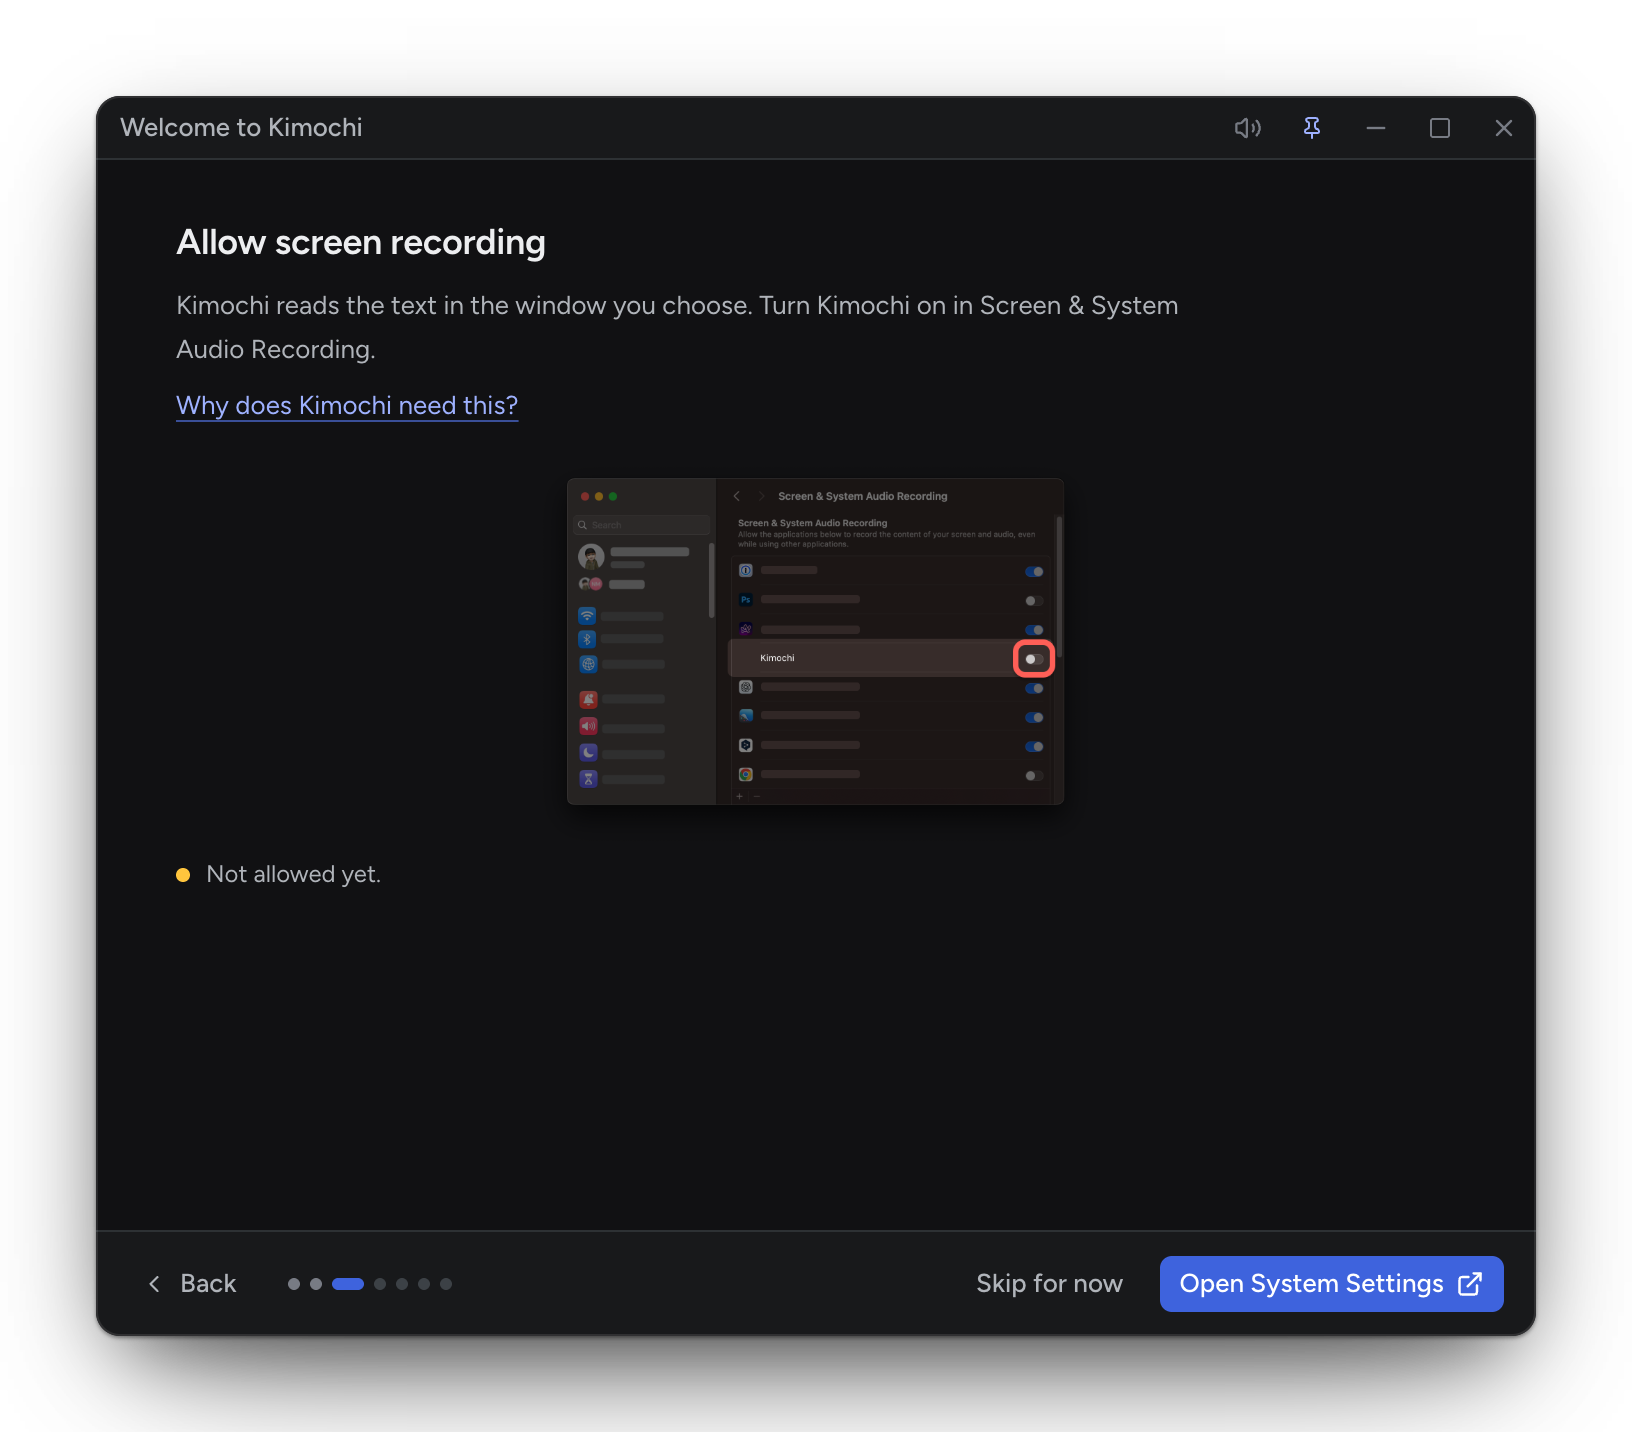 Welcome to Kimochi
Allow screen recording
Kimochi reads the text in the window you choose. Turn Kimochi on in Screen & System
Audio Recording.
Why does Kimochi need this?
Search
Screen & System Audio Recording
Screen & System Audio Recording
Allow the applications below to record the content of your screen and audio, even
while using other applications.
Ps
Kimochi
Not allowed yet.
Back
Skip for now
Open System Settings